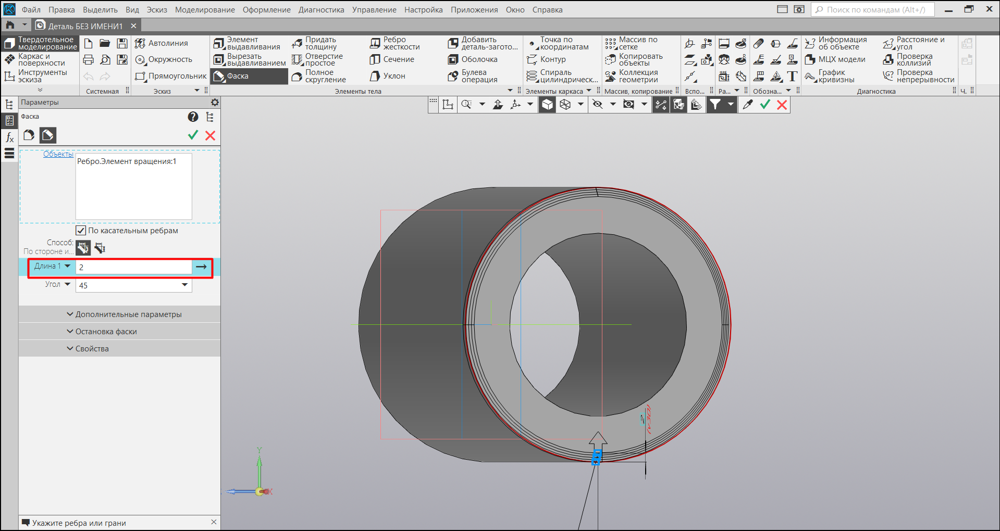 Файл Правка Выделить Вид Эскиз Моделирование Оформление Диагностика Управление Настройка Приложения Окно Справка
Поиск по командам (Alt+/)
Деталь БЕЗ ИМЕНИ1
Твердотельное моделирование
Каркас и поверхности
Инструменты эскиза
Системная
Автолиния
Окружность
Прямоугольник
Эскиз
Элемент выдавливания
Вырезать выдавливанием
Фаска
Придать толщину
Отверстие простое
Полное скругление
Ребро жесткости
Сечение
Уклон
Добавить деталь-загото...
Оболочка
Булева операция
Элементы тела
Точка по координатам
Контур
Спираль цилиндрическ...
Элементы каркаса
Массив по сетке
Копировать объекты
Коллекция геометрии
Массив, копирование
Вспо...
Ра...
Обозна...
Информация об объекте
МЦХ модели
График кривизны
Расстояние и угол
Проверка коллизий
Проверка непрерывности
Диагностика
Ч.
Параметры
Фаска
Объекты
Ребро.Элемент вращения:1
По касательным ребрам
Способ:
По стороне и...
Длина 1
2
Угол
45
Дополнительные параметры
Остановка фаски
Свойства
Y
X
Укажите ребра или грани